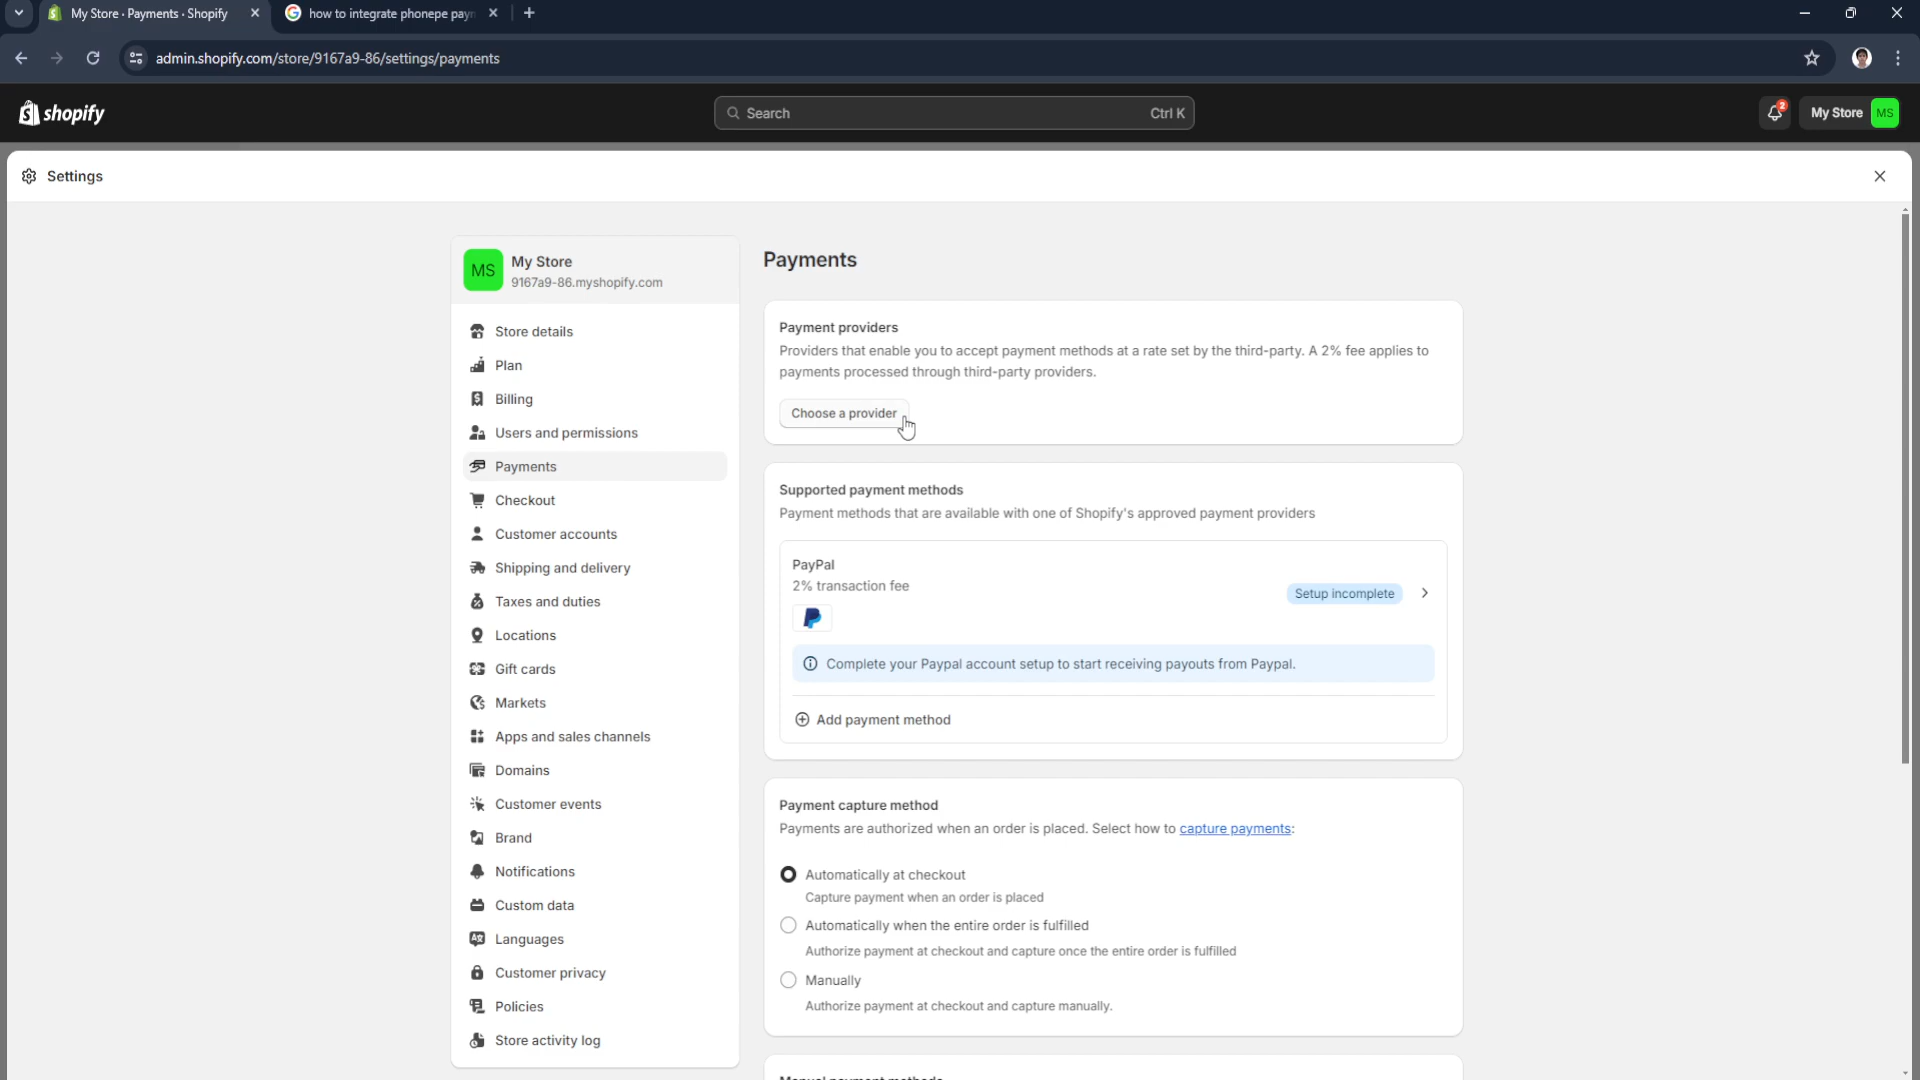 My Store · Payments · Shopify
how to integrate phonepe pay
admin.shopify.com/store/9167a9-86/settings/payments
shopify
Search
Ctrl K
2
My Store
MS
Settings
MS
My Store
9167a9-86.myshopify.com
Store details
Plan
Billing
Users and permissions
Payments
Checkout
Customer accounts
Shipping and delivery
Taxes and duties
Locations
Gift cards
Markets
Apps and sales channels
Domains
Customer events
Brand
Notifications
Custom data
Languages
Customer privacy
Policies
Store activity log
Payments
Payment providers
Providers that enable you to accept payment methods at a rate set by the third-party. A 2% fee applies to
payments processed through third-party providers.
Choose a provider
Supported payment methods
Payment methods that are available with one of Shopify's approved payment providers
PayPal
2% transaction fee
Setup incomplete
Complete your Paypal account setup to start receiving payouts from Paypal.
Add payment method
Payment capture method
Payments are authorized when an order is placed. Select how to capture payments:
Automatically at checkout
Capture payment when an order is placed
Automatically when the entire order is fulfilled
Authorize payment at checkout and capture once the entire order is fulfilled
Manually
Authorize payment at checkout and capture manually.
Manual payment methods